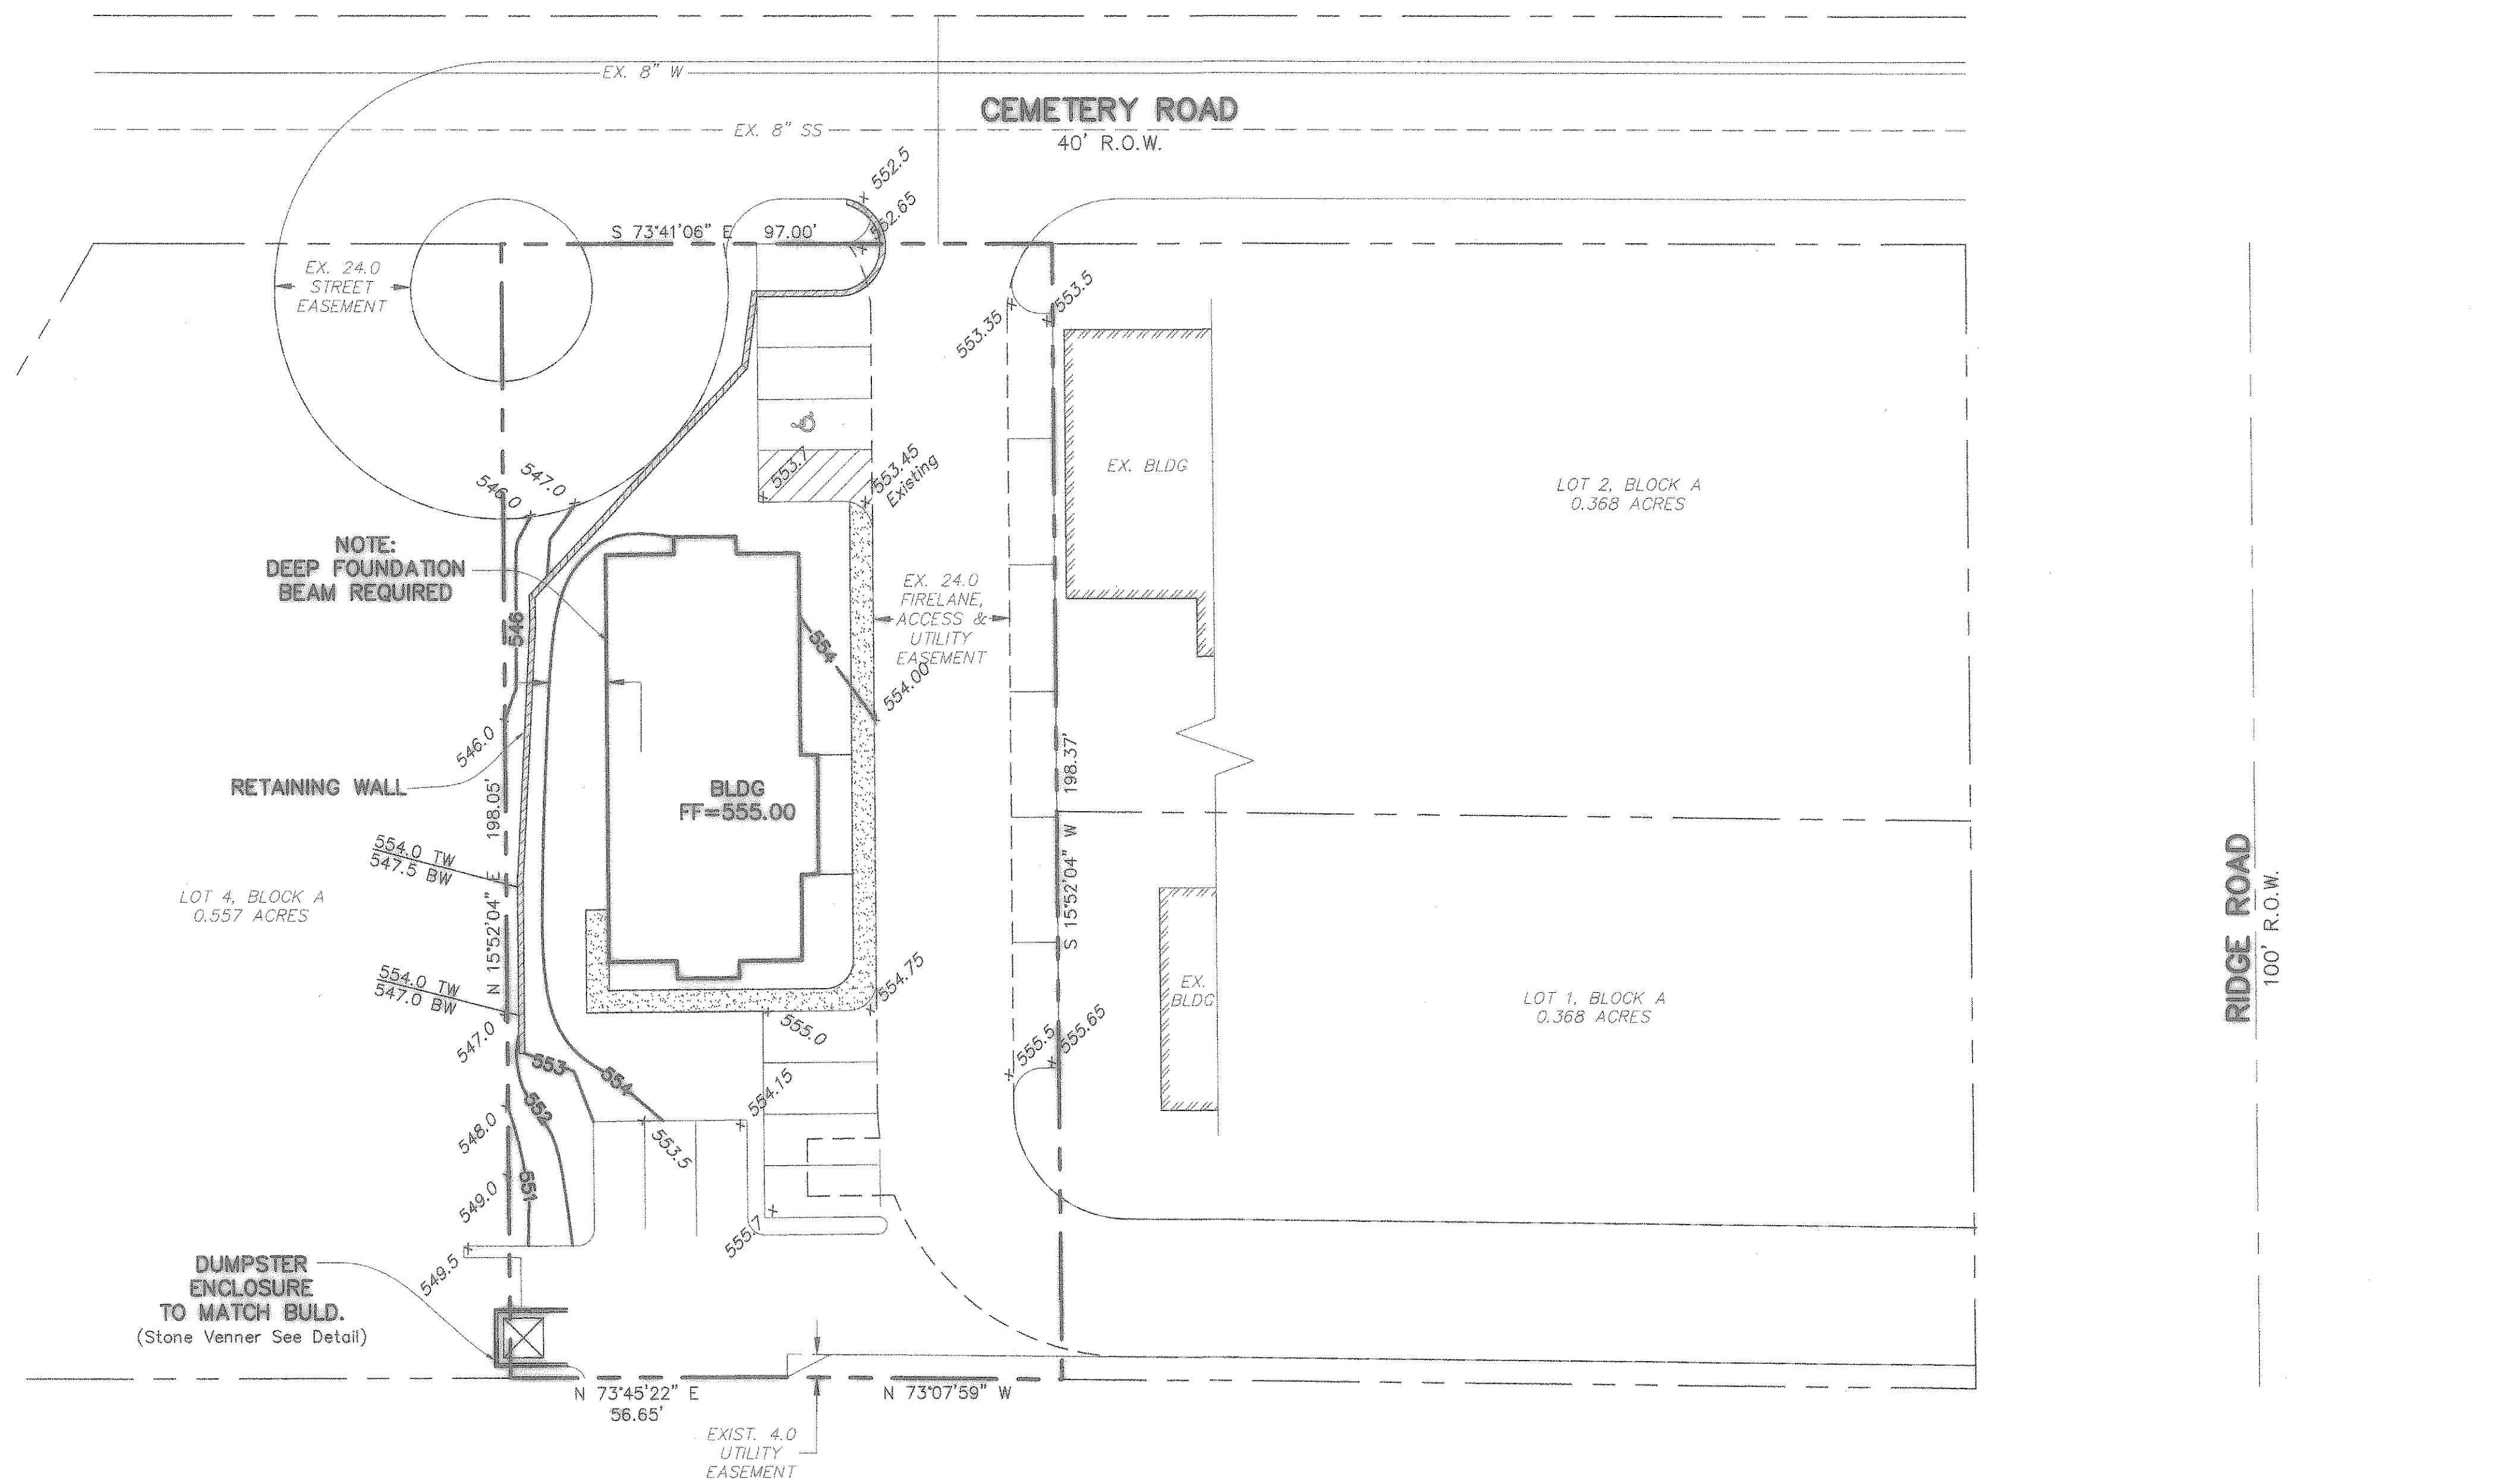 EX. 8" W
CEMETERY ROAD
EX. 8" SS
40' R.O.W.
552.5
552.65
S 73°41'06" E 97.00'
EX. 24.0
STREET
EASEMENT
553.35
553.5
547.0
546.0
553.7
553.45
Existing
EX. BLDG
LOT 2, BLOCK A
0.368 ACRES
NOTE:
DEEP FOUNDATION
BEAM REQUIRED
546
554
EX. 24.0
FIRELANE,
ACCESS &
UTILITY
EASEMENT
554.00
546.0
RETAINING WALL
BLDG
FF=555.00
N 15°52'04" E 198.05'
S 15°52'04" W 198.37'
554.0 TW
547.5 BW
LOT 4, BLOCK A
0.557 ACRES
554.0 TW
547.0 BW
547.0
554.75
555.0
EX.
BLDG
LOT 1, BLOCK A
0.368 ACRES
RIDGE ROAD
100' R.O.W.
555.5
555.65
553
554
552
554.15
548.0
553.5
551
549.0
555.7
549.5
DUMPSTER
ENCLOSURE
TO MATCH BULD.
(Stone Venner See Detail)
N 73°45'22" E
56.65'
N 73°07'59" W
EXIST. 4.0
UTILITY
EASEMENT